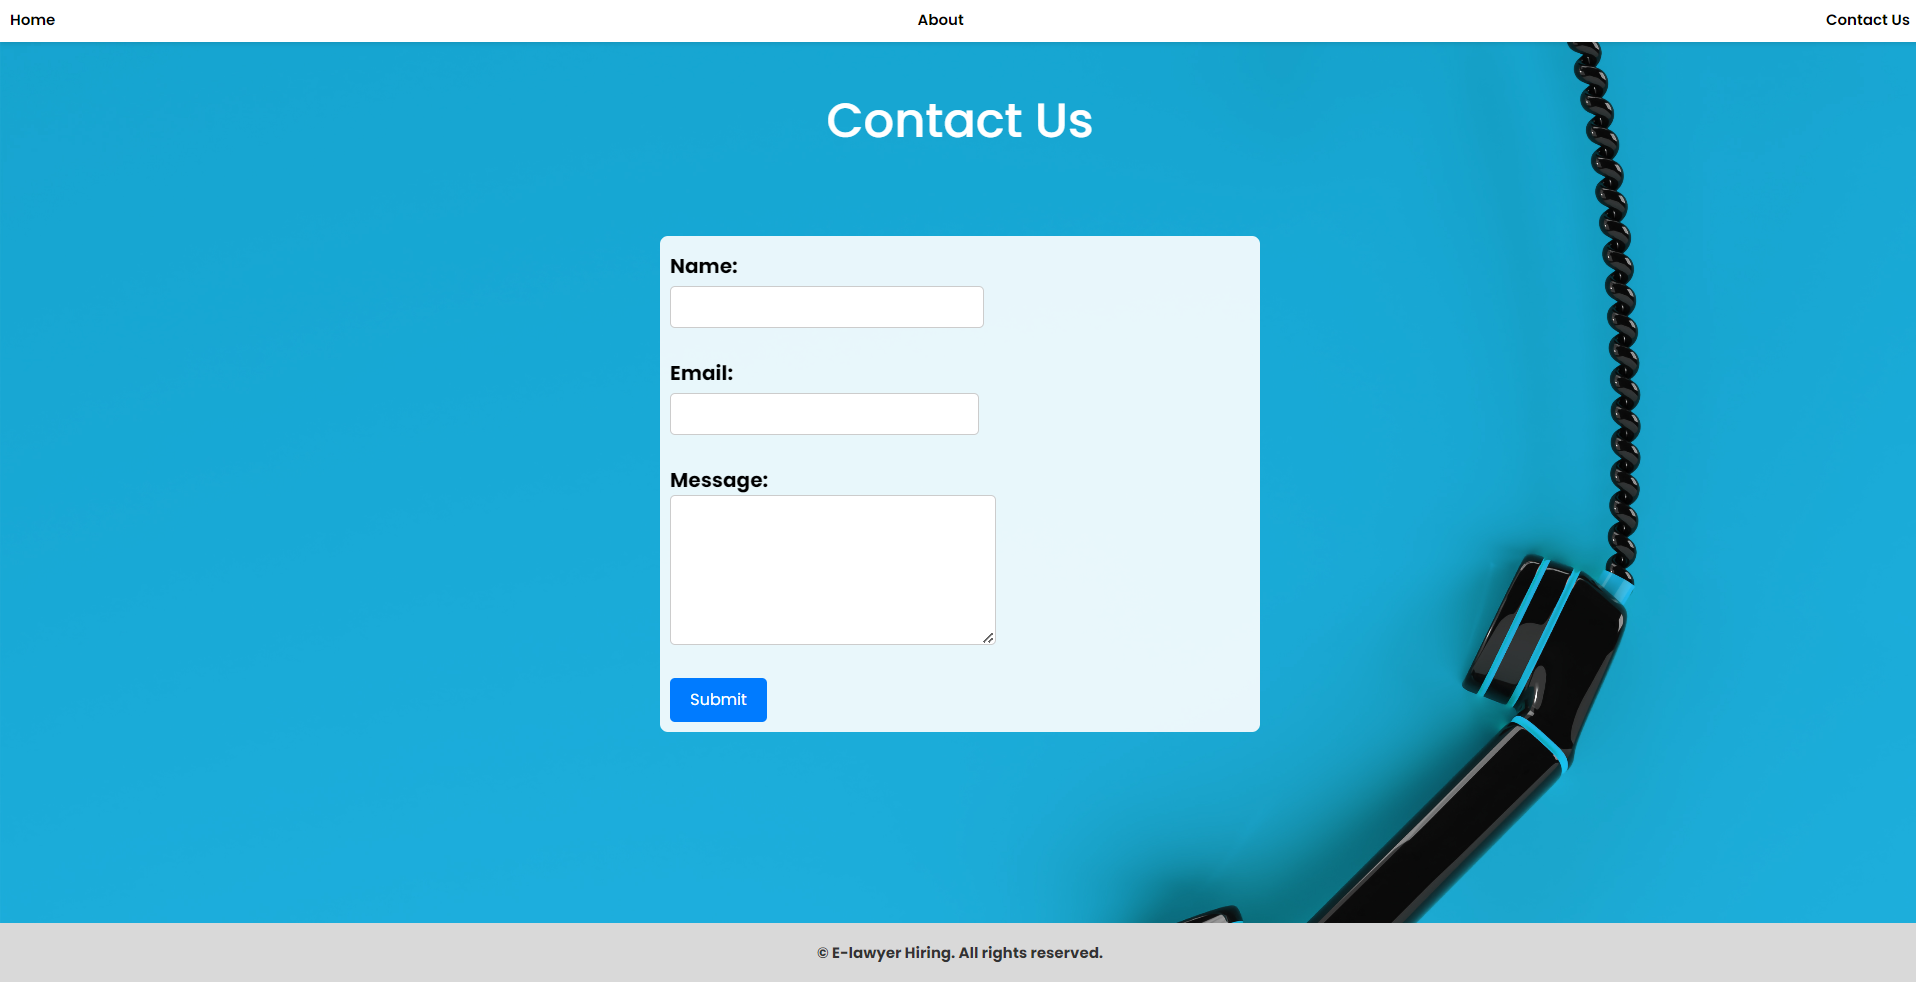 Home
About
Contact Us
Contact Us
Name:
Email:
Message:
Submit
© E-lawyer Hiring. All rights reserved.